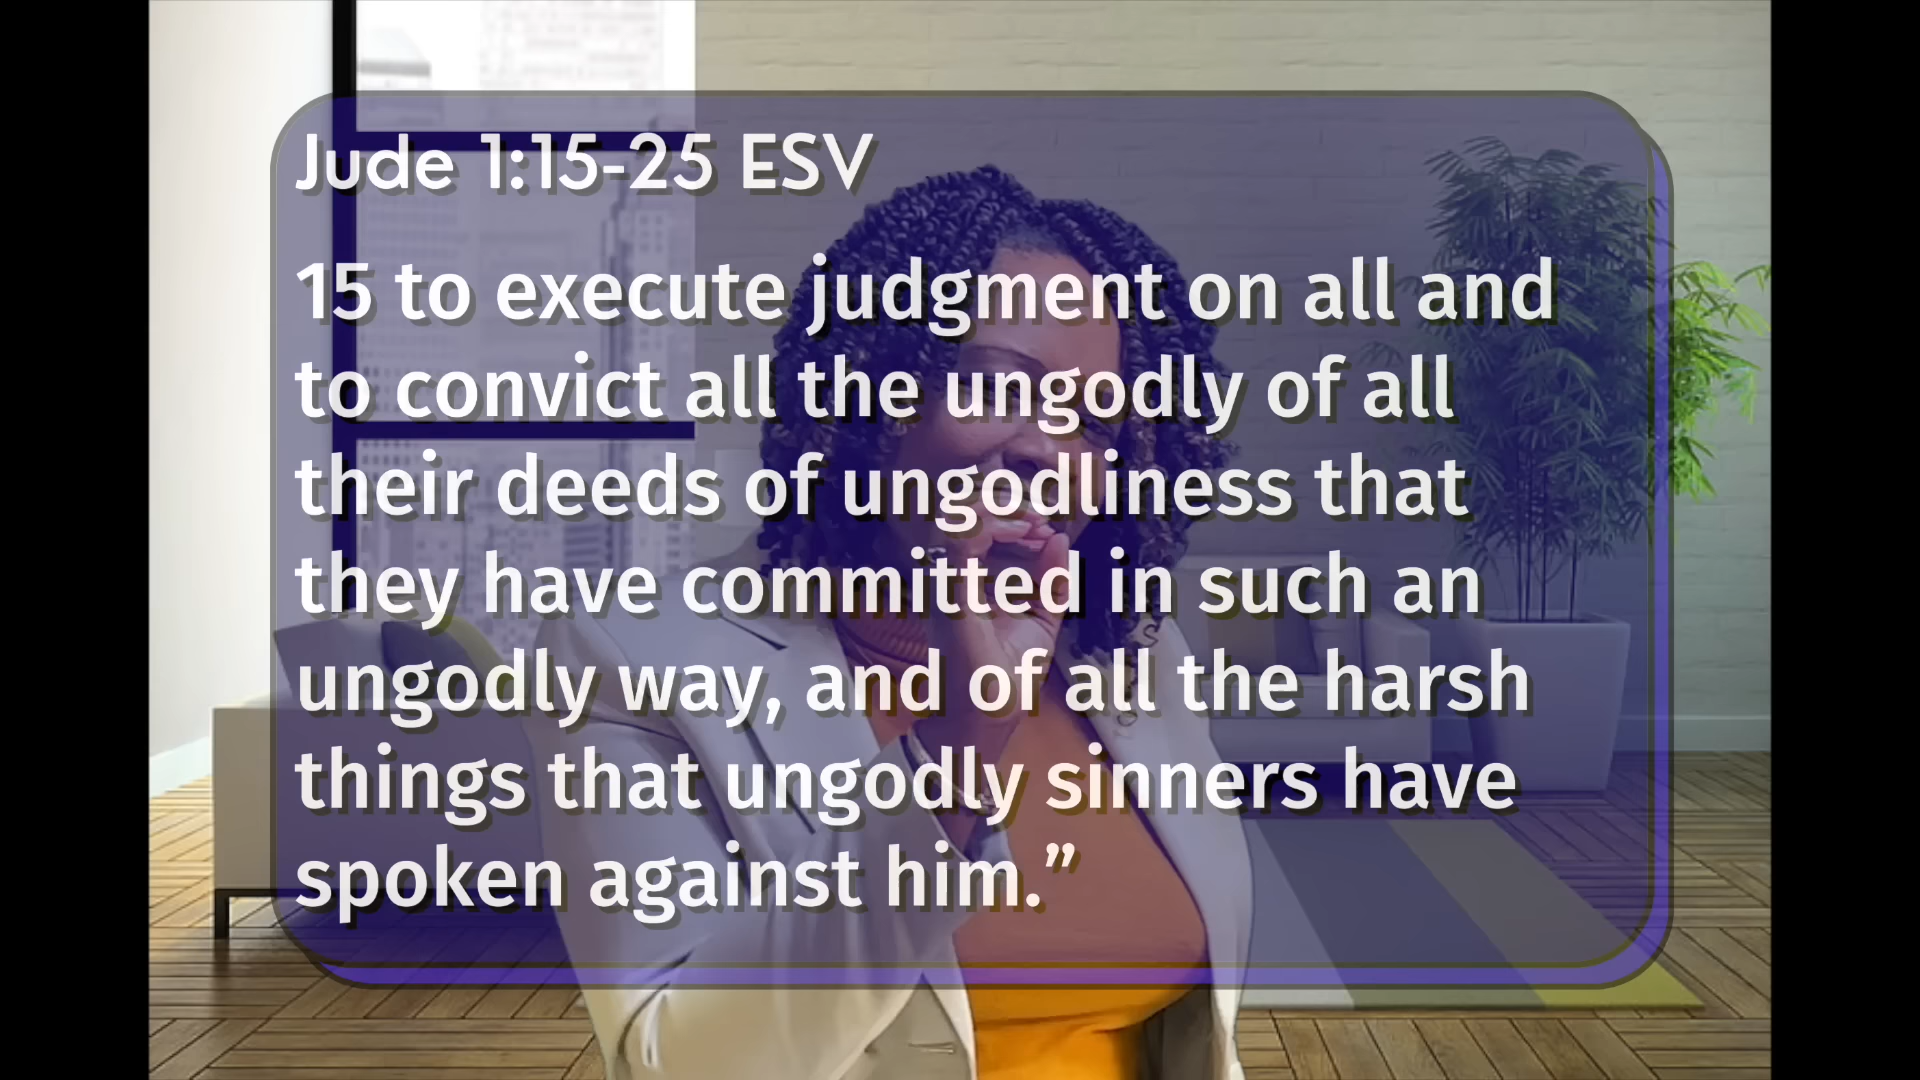 Jude 1:15-25 ESV
15 to execute judgment on all and
to convict all the ungodly of all
their deeds of ungodliness that
they have committed in such an
ungodly way, and of all the harsh
things that ungodly sinners have
spoken against him.”